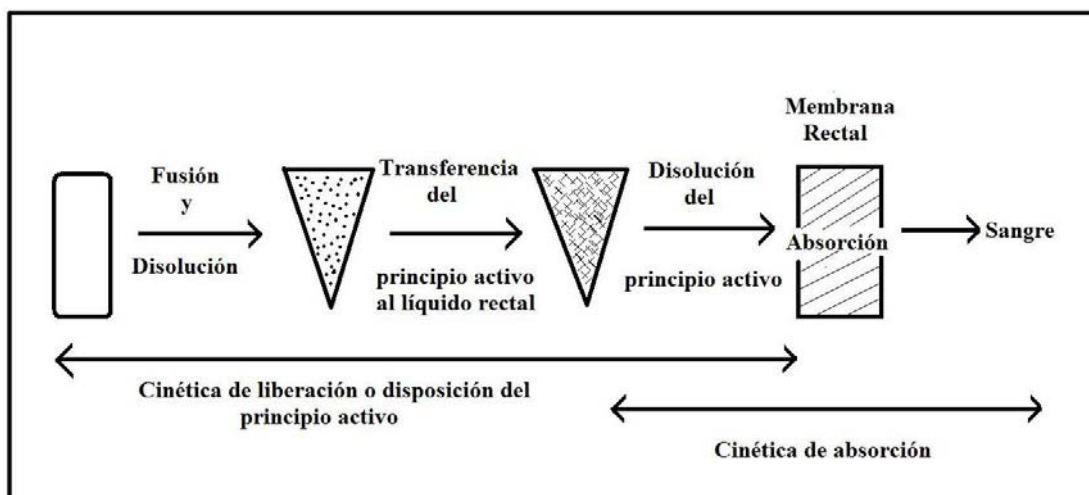 Fusión
y
Disolución
Transferencia
del
principio activo
al líquido rectal
Disolución
del
principio activo
Membrana
Rectal
Absorción
Sangre
Cinética de liberación o disposición del
principio activo
Cinética de absorción